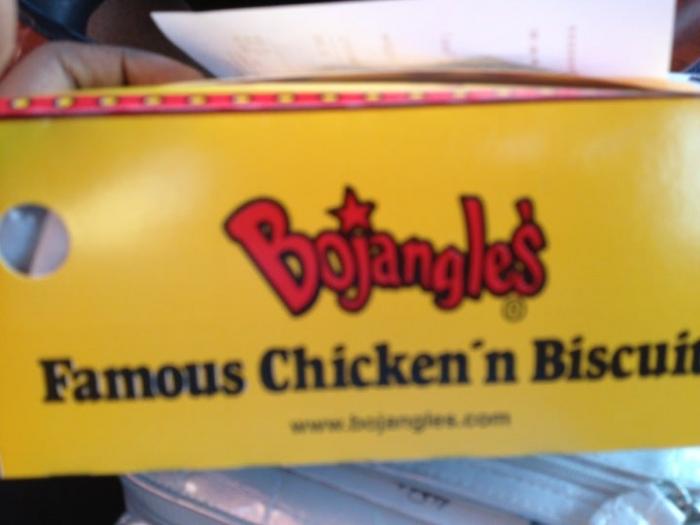 Bojangles'®
Famous Chicken´n Biscuit
www.bojangles.com